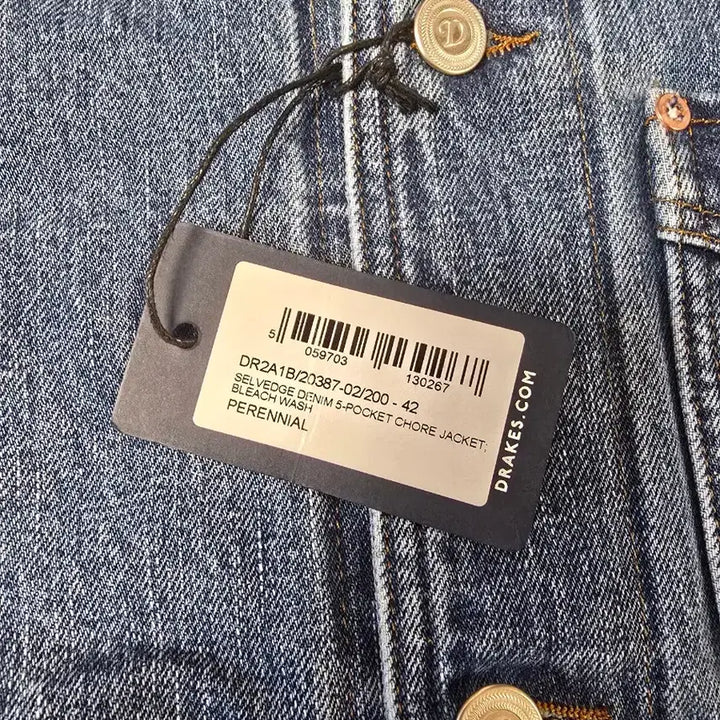 D
5 059703 130267
DR2A1B/20387-02/200 - 42
SELVEDGE DENIM 5-POCKET CHORE JACKET;
BLEACH WASH
PERENNIAL
DRAKES.COM